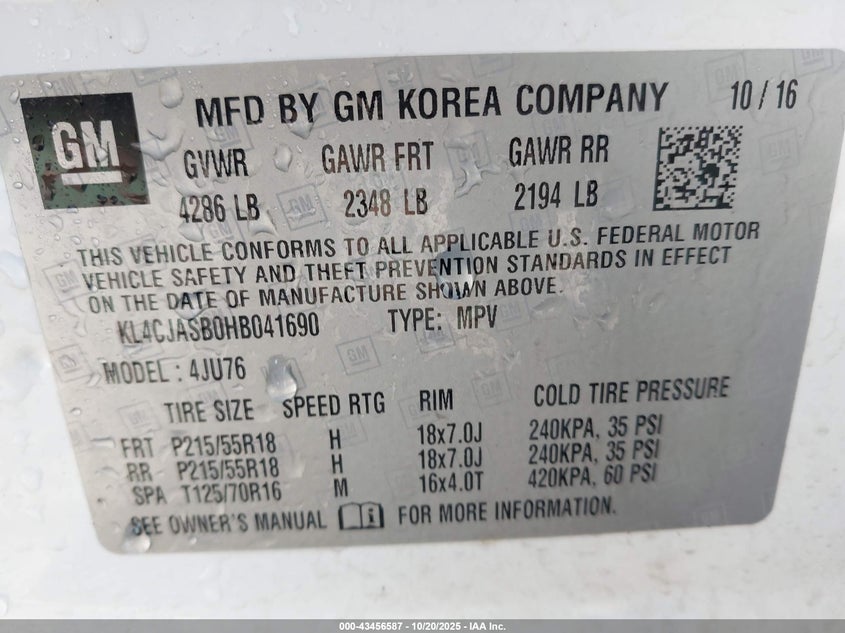 GM
MFD BY GM KOREA COMPANY 10 / 16
GVWR GAWR FRT GAWR RR
4286 LB 2348 LB 2194 LB
THIS VEHICLE CONFORMS TO ALL APPLICABLE U.S. FEDERAL MOTOR
VEHICLE SAFETY AND THEFT PREVENTION STANDARDS IN EFFECT
ON THE DATE OF MANUFACTURE SHOWN ABOVE.
KL4CJASB0HB041690 TYPE: MPV
MODEL : 4JU76
TIRE SIZE SPEED RTG RIM COLD TIRE PRESSURE
FRT P215/55R18 H 18x7.0J 240KPA, 35 PSI
RR P215/55R18 H 18x7.0J 240KPA, 35 PSI
SPA T125/70R16 M 16x4.0T 420KPA, 60 PSI
SEE OWNER'S MANUAL FOR MORE INFORMATION.
000-43456587 - 10/20/2025 - IAA Inc.